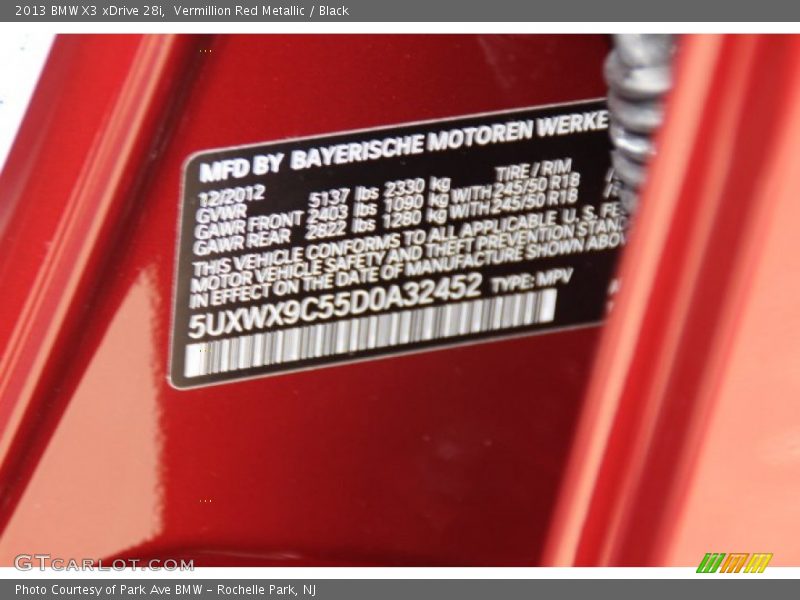 2013 BMW X3 xDrive 28i, Vermillion Red Metallic / Black
MFD BY BAYERISCHE MOTOREN WERKE
12/2012
GVWR 5137 lbs 2330 kg TIRE / RIM
GAWR FRONT 2403 lbs 1090 kg WITH 245/50 R18
GAWR REAR 2822 lbs 1280 kg WITH 245/50 R18
THIS VEHICLE CONFORMS TO ALL APPLICABLE U. S. FE
MOTOR VEHICLE SAFETY AND THEFT PREVENTION STAN
IN EFFECT ON THE DATE OF MANUFACTURE SHOWN ABOV
5UXWX9C55D0A32452 TYPE: MPV
GTCARLOT.COM
Photo Courtesy of Park Ave BMW - Rochelle Park, NJ